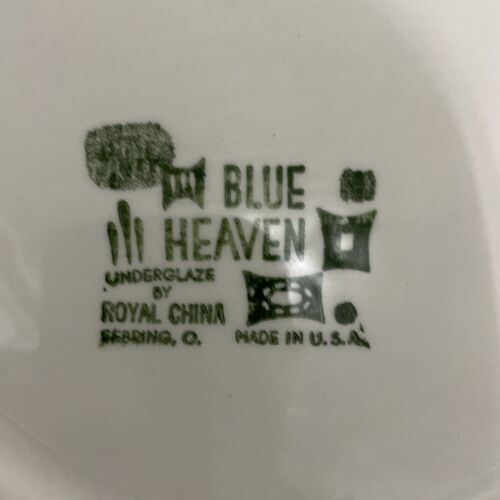 BLUE
HEAVEN
UNDERGLAZE
BY
ROYAL CHINA
SEBRING, O. MADE IN U.S.A.